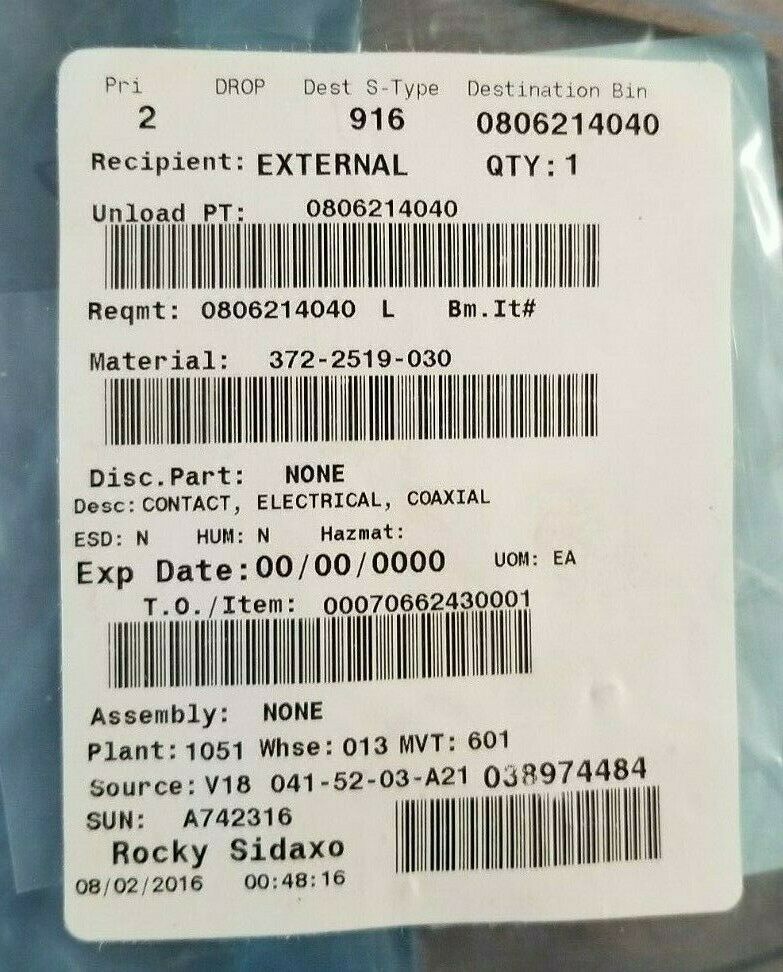 Pri DROP Dest S-Type Destination Bin
2 916 0806214040
Recipient: EXTERNAL QTY: 1
Unload PT: 0806214040
Reqmt: 0806214040 L Bm.It#
Material: 372-2519-030
Disc.Part: NONE
Desc: CONTACT, ELECTRICAL, COAXIAL
ESD: N HUM: N Hazmat:
Exp Date: 00/00/0000 UOM: EA
T.O./Item: 00070662430001
Assembly: NONE
Plant: 1051 Whse: 013 MVT: 601
Source: V18 041-52-03-A21 038974484
SUN: A742316
Rocky Sidaxo
08/02/2016 00:48:16